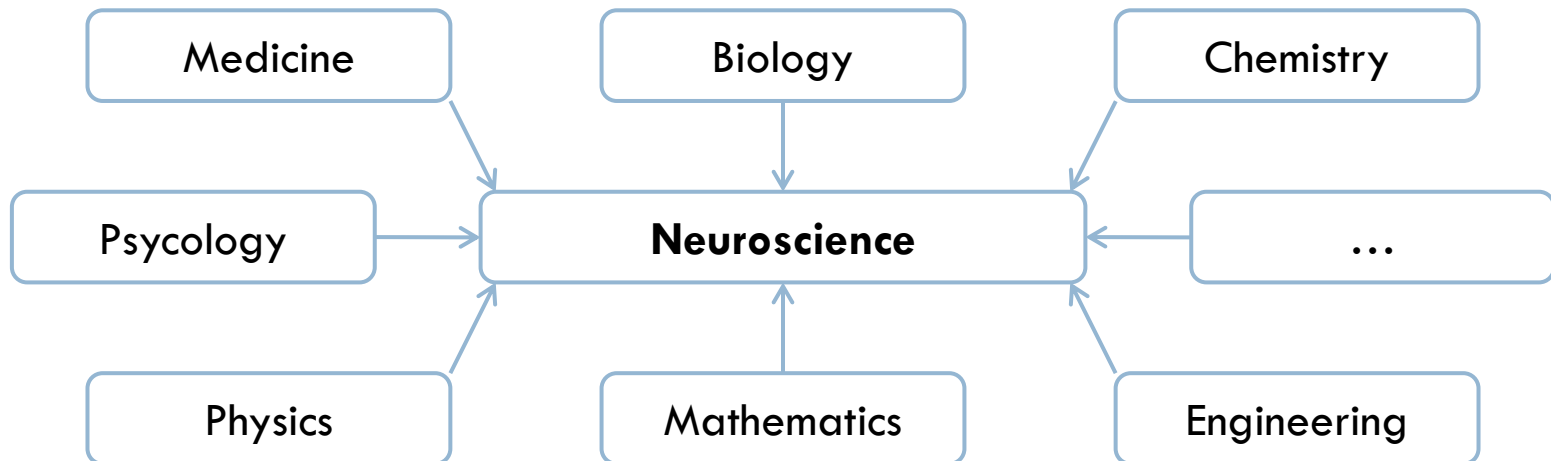 Medicine
Biology
Chemistry
Psycology
Neuroscience
...
Physics
Mathematics
Engineering